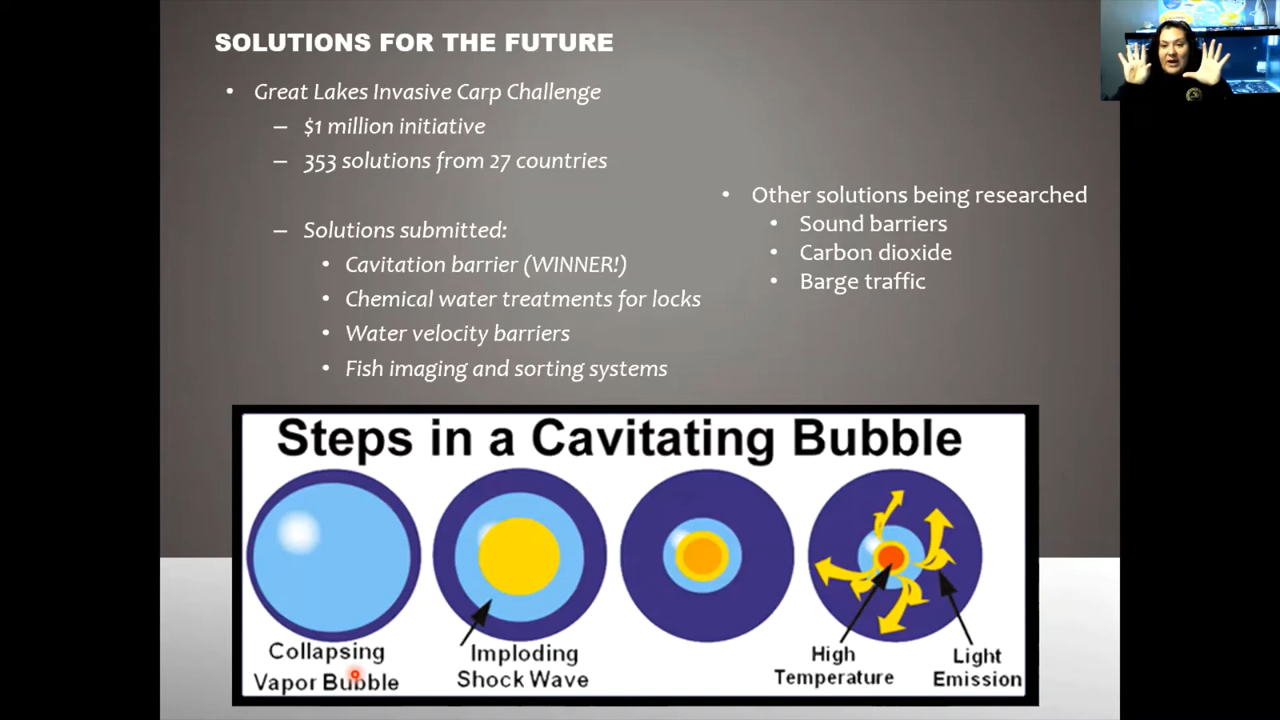 SOLUTIONS FOR THE FUTURE
• Great Lakes Invasive Carp Challenge
– $1 million initiative
– 353 solutions from 27 countries
– Solutions submitted:
• Cavitation barrier (WINNER!)
• Chemical water treatments for locks
• Water velocity barriers
• Fish imaging and sorting systems
• Other solutions being researched
• Sound barriers
• Carbon dioxide
• Barge traffic
Steps in a Cavitating Bubble
Collapsing
Vapor Bubble
Imploding
Shock Wave
High
Temperature
Light
Emission